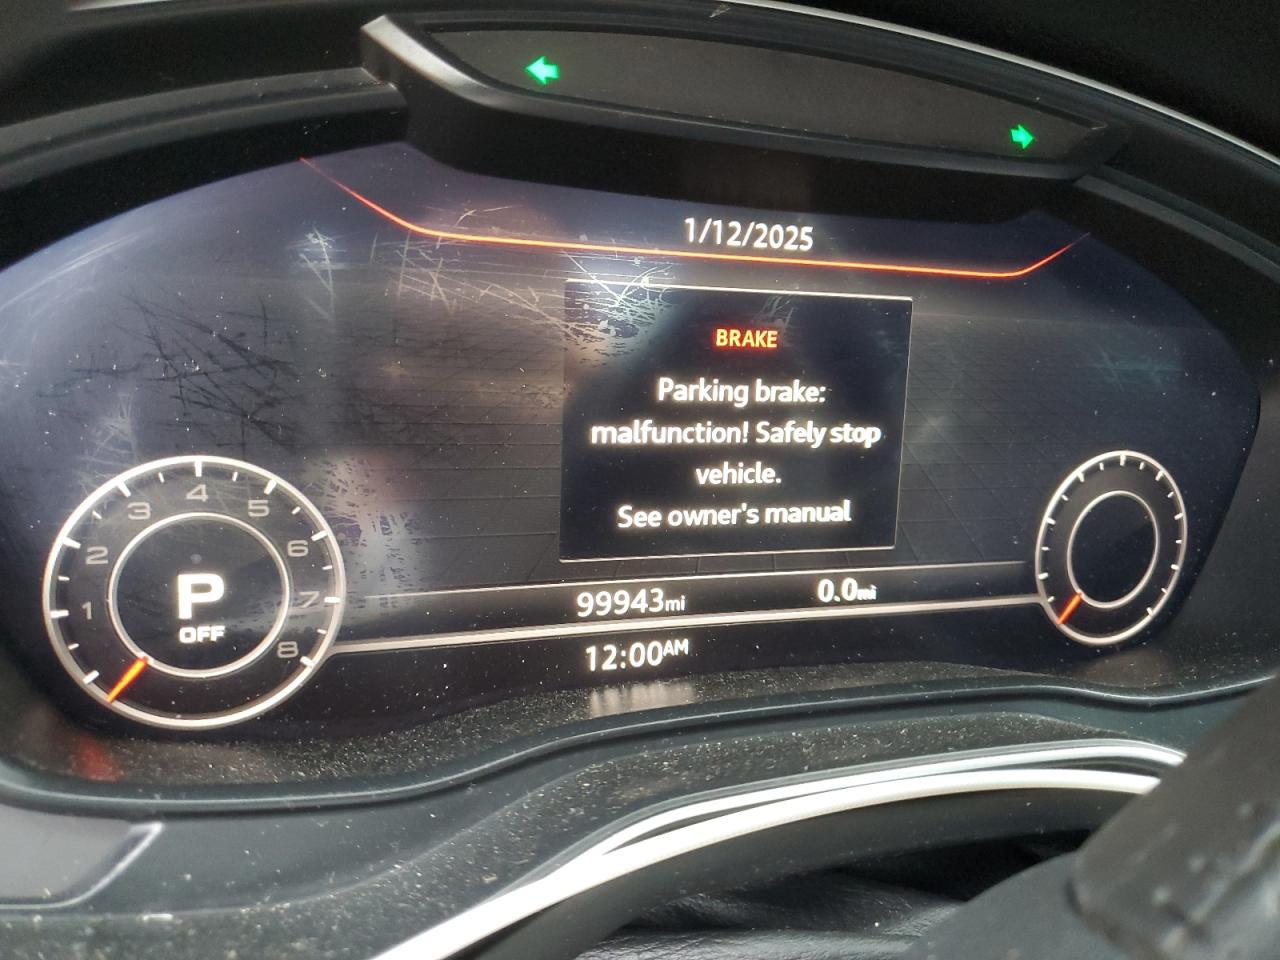 1/12/2025
BRAKE
Parking brake:
malfunction! Safely stop
vehicle.
See owner's manual
1 2 3 4 5 6 7 8
P
OFF
99943mi 0.0mi
12:00AM